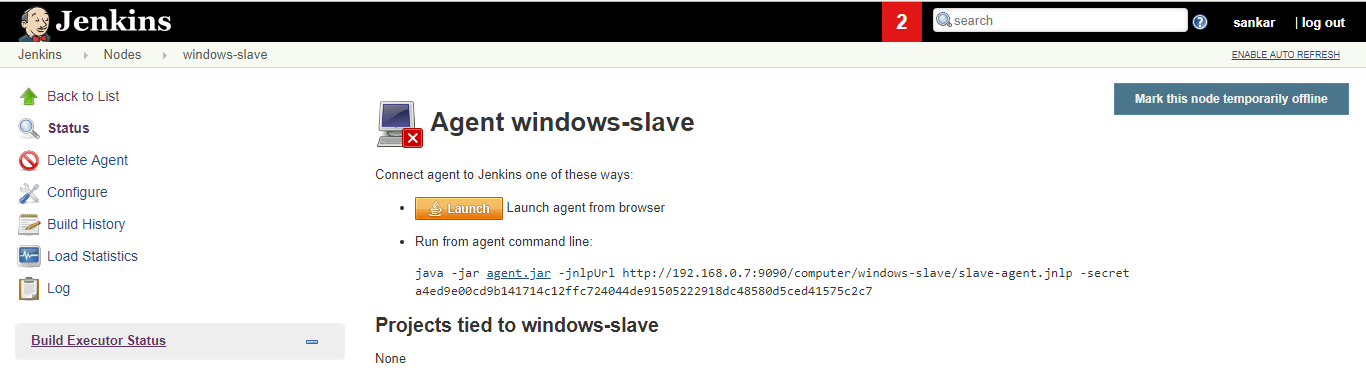 Jenkins
2
search
sankar
| log out
Jenkins
Nodes
windows-slave
ENABLE AUTO REFRESH
Back to List
Status
Delete Agent
Configure
Build History
Load Statistics
Log
Build Executor Status
Mark this node temporarily offline
Agent windows-slave
Connect agent to Jenkins one of these ways:
Launch Launch agent from browser
Run from agent command line:
java -jar agent.jar -jnlpUrl http://192.168.0.7:9090/computer/windows-slave/slave-agent.jnlp -secret
a4ed9e00cd9b141714c12ffc724044de91505222918dc48580d5ced41575c2c7
Projects tied to windows-slave
None